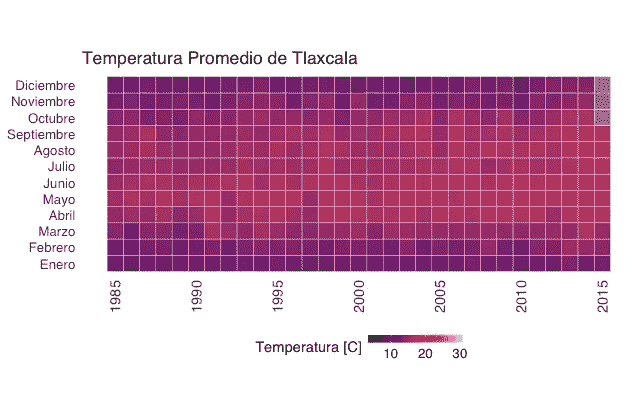 Temperatura Promedio de Tlaxcala
Diciembre
Noviembre
Octubre
Septiembre
Agosto
Julio
Junio
Mayo
Abril
Marzo
Febrero
Enero
1985 1990 1995 2000 2005 2010 2015
Temperatura [C]
10 20 30